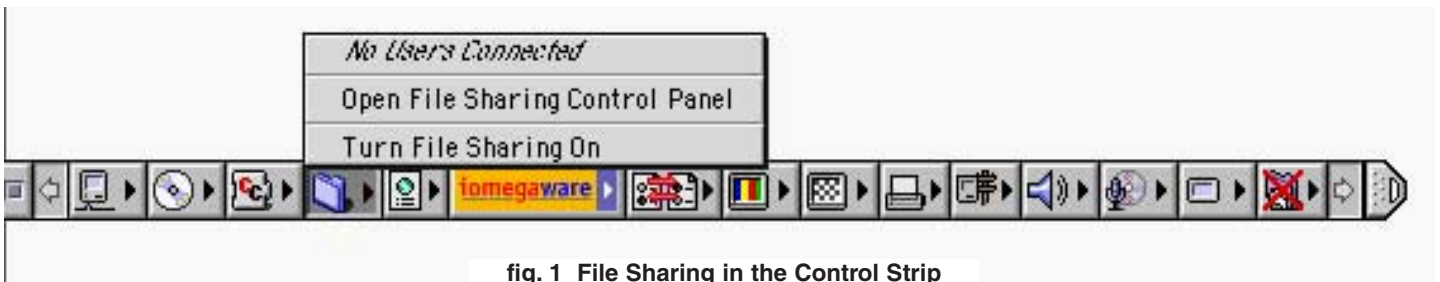 No Users Connected
Open File Sharing Control Panel
Turn File Sharing On
iomegaware
fig. 1 File Sharing in the Control Strip